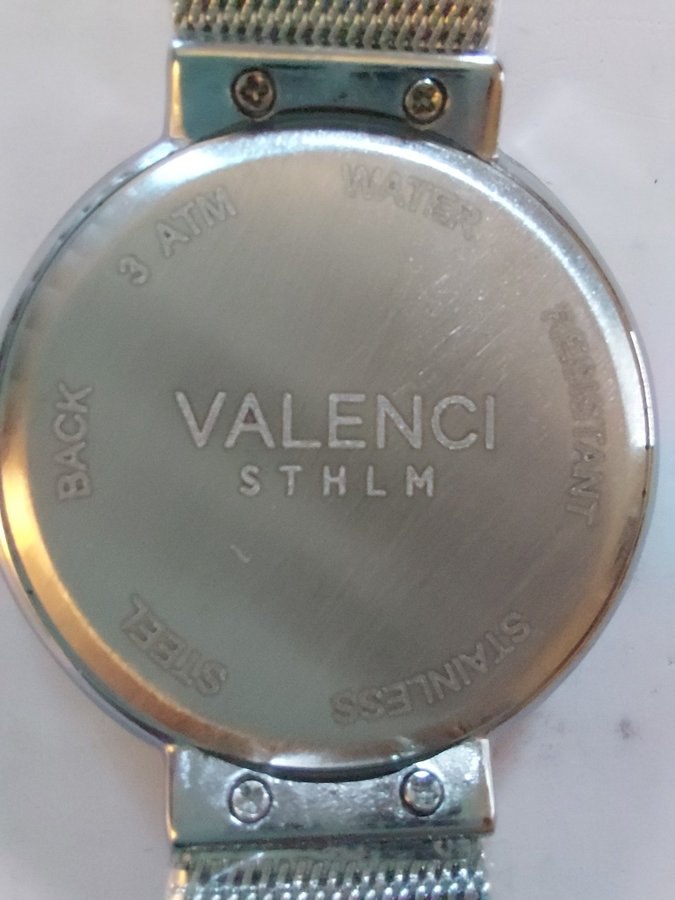 VALENCI
STHLM
3 ATM
WATER
RESISTANT
STAINLESS
STEEL
BACK